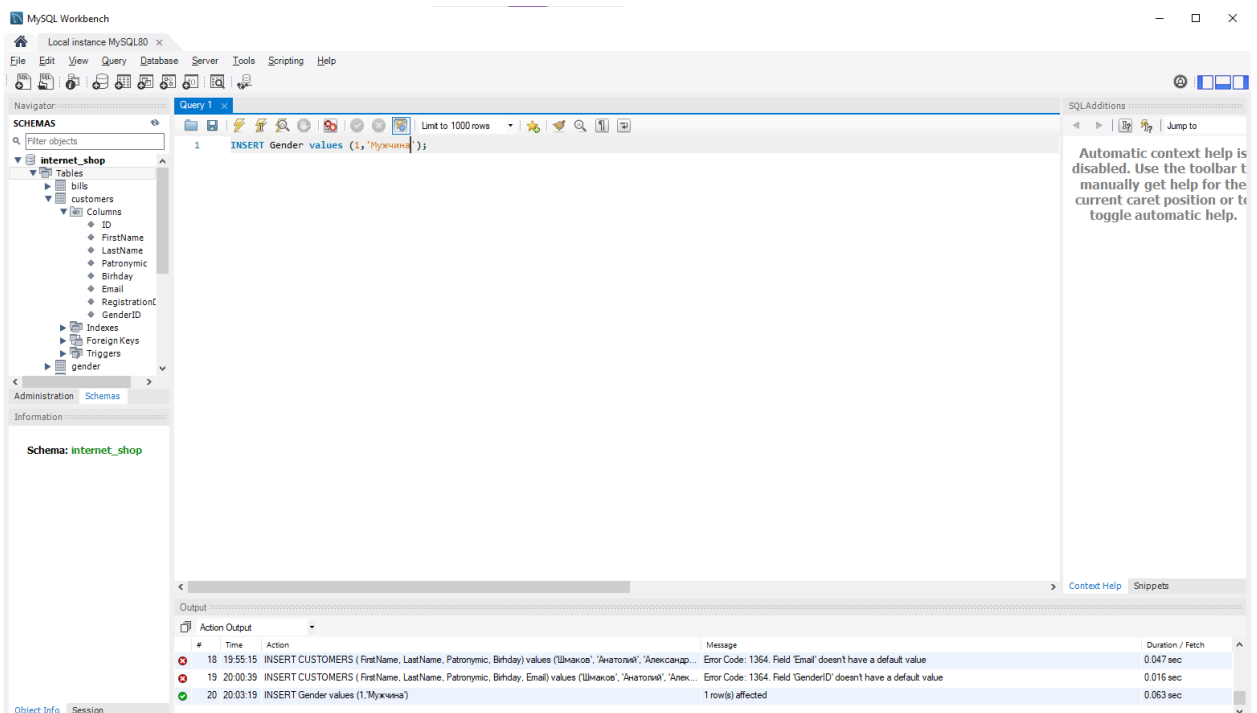 MySQL Workbench
Local instance MySQL80
File Edit View Query Database Server Tools Scripting Help
Navigator
SCHEMAS
Filter objects
internet_shop
Tables
bills
customers
Columns
ID
FirstName
LastName
Patronymic
Birhday
Email
RegistrationD
GenderID
Indexes
Foreign Keys
Triggers
gender
Administration Schemas
Information
Schema: internet_shop
Object Info Session
Query 1
Limit to 1000 rows
1 INSERT Gender values (1,'Мужчина');
SQLAdditions
Jump to
Automatic context help is
disabled. Use the toolbar t
manually get help for the
current caret position or to
toggle automatic help.
Context Help Snippets
Output
Action Output
# Time Action Message Duration / Fetch
18 19:55:15 INSERT CUSTOMERS ( FirstName, LastName, Patronymic, Birhday) values ('Шмаков', 'Анатолий', 'Александр... Error Code: 1364. Field 'Email' doesn't have a default value 0.047 sec
19 20:00:39 INSERT CUSTOMERS ( FirstName, LastName, Patronymic, Birhday, Email) values ('Шмаков', 'Анатолий', 'Алек... Error Code: 1364. Field 'GenderID' doesn't have a default value 0.016 sec
20 20:03:19 INSERT Gender values (1,'Мужчина') 1 row(s) affected 0.063 sec